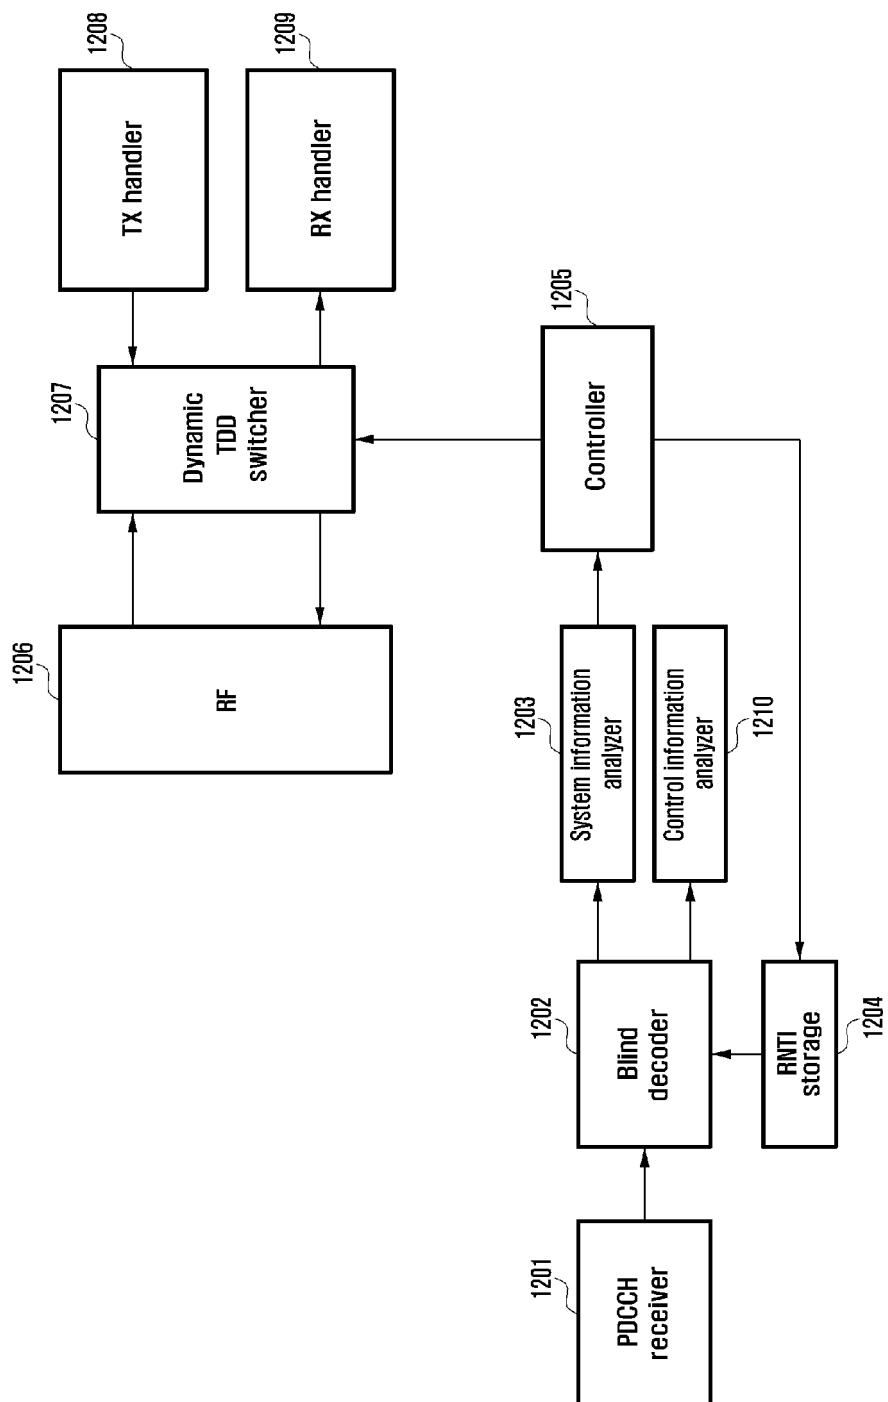 1206
RF
1207
Dynamic
TDD
switcher
1208
TX handler
1209
RX handler
1201
PDCCH
receiver
1202
Blind
decoder
1203
System information
analyzer
1210
Control information
analyzer
1205
Controller
RNTI
storage
1204